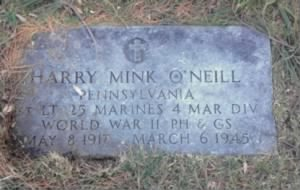 HARRY MINK O'NEILL
PENNSYLVANIA
LT 25 MARINES 4 MAR DIV
WORLD WAR II PH & GS
MAY 8 1917 MARCH 6 1945